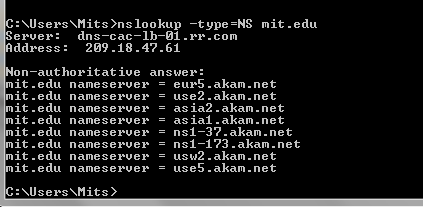 C:\Users\Mits>nslookup -type=NS mit.edu
Server:  dns-cac-lb-01.rr.com
Address:  209.18.47.61

Non-authoritative answer:
mit.edu nameserver = eur5.akam.net
mit.edu nameserver = use2.akam.net
mit.edu nameserver = asia2.akam.net
mit.edu nameserver = asia1.akam.net
mit.edu nameserver = ns1-37.akam.net
mit.edu nameserver = ns1-173.akam.net
mit.edu nameserver = usw2.akam.net
mit.edu nameserver = use5.akam.net

C:\Users\Mits>